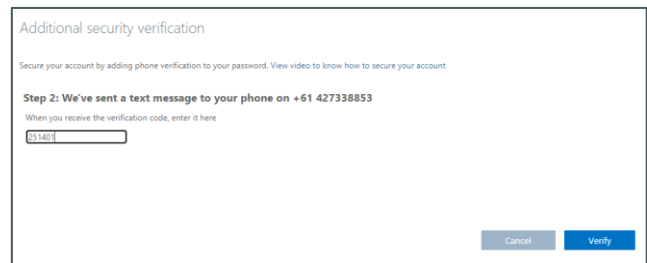 Additional security verification
Secure your account by adding phone verification to your password. View video to know how to secure your account
Step 2: We've sent a text message to your phone on +61 427338853
When you receive the verification code, enter it here
251401
Cancel Verify